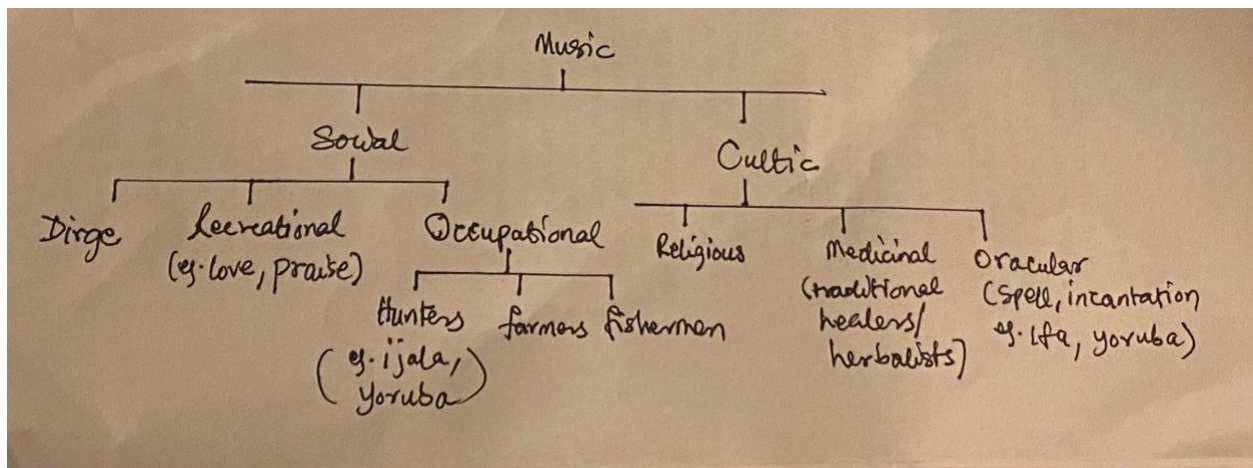 Music
Social
Cultic
Dirge
Recreational
(eg. love, praise)
Occupational
Religious
Medicinal
(traditional
healers/
herbalists)
Oracular
(spell, incantation
eg. Ifa, yoruba)
Hunters
(eg. ijala,
yoruba)
farmers
fishermen